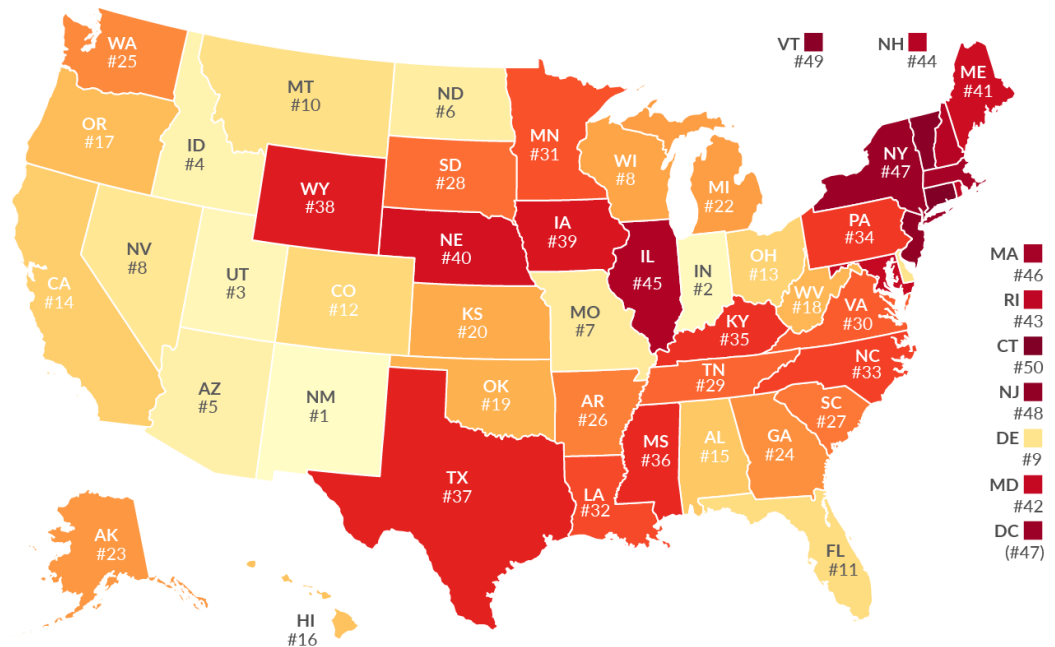 WA
#25
OR
#17
CA
#14
ID
#4
NV
#8
MT
#10
WY
#38
UT
#3
AZ
#5
CO
#12
NM
#1
ND
#6
SD
#28
NE
#40
KS
#20
OK
#19
TX
#37
MN
#31
IA
#39
MO
#7
AR
#26
LA
#32
WI
#8
IL
#45
MI
#22
IN
#2
OH
#13
KY
#35
TN
#29
MS
#36
AL
#15
GA
#24
FL
#11
SC
#27
NC
#33
VA
#30
WV
#18
PA
#34
NY
#47
VT
#49
NH
#44
ME
#41
MA
#46
RI
#43
CT
#50
NJ
#48
DE
#9
MD
#42
DC
(#47)
AK
#23
HI
#16